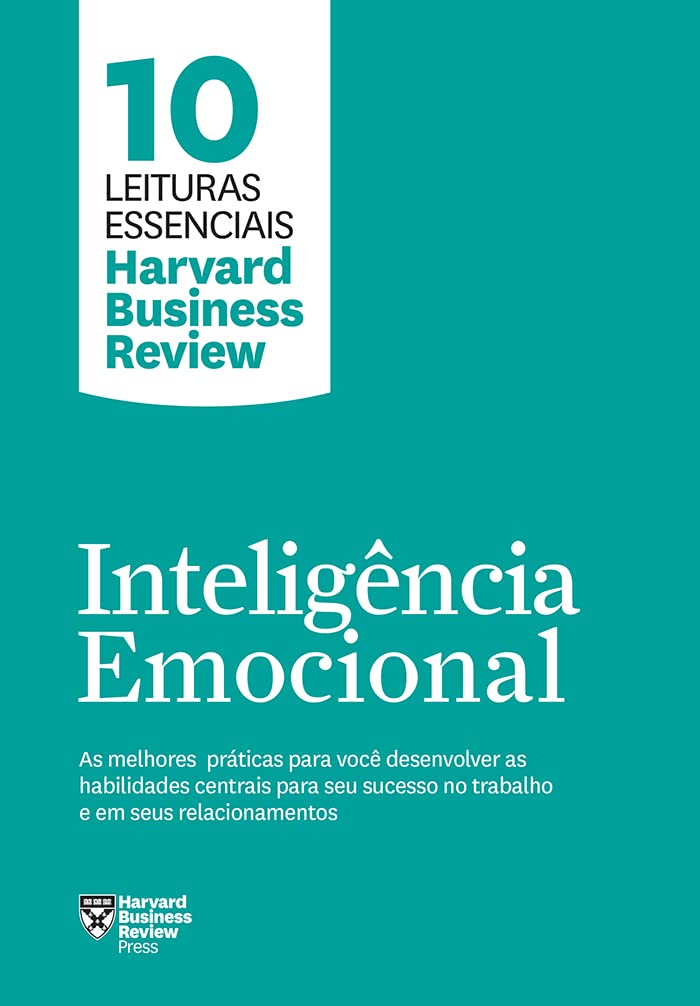 10
LEITURAS
ESSENCIAIS
Harvard
Business
Review
Inteligência
Emocional
As melhores  práticas para você desenvolver as
habilidades centrais para seu sucesso no trabalho
e em seus relacionamentos
Harvard
Business
Review
Press